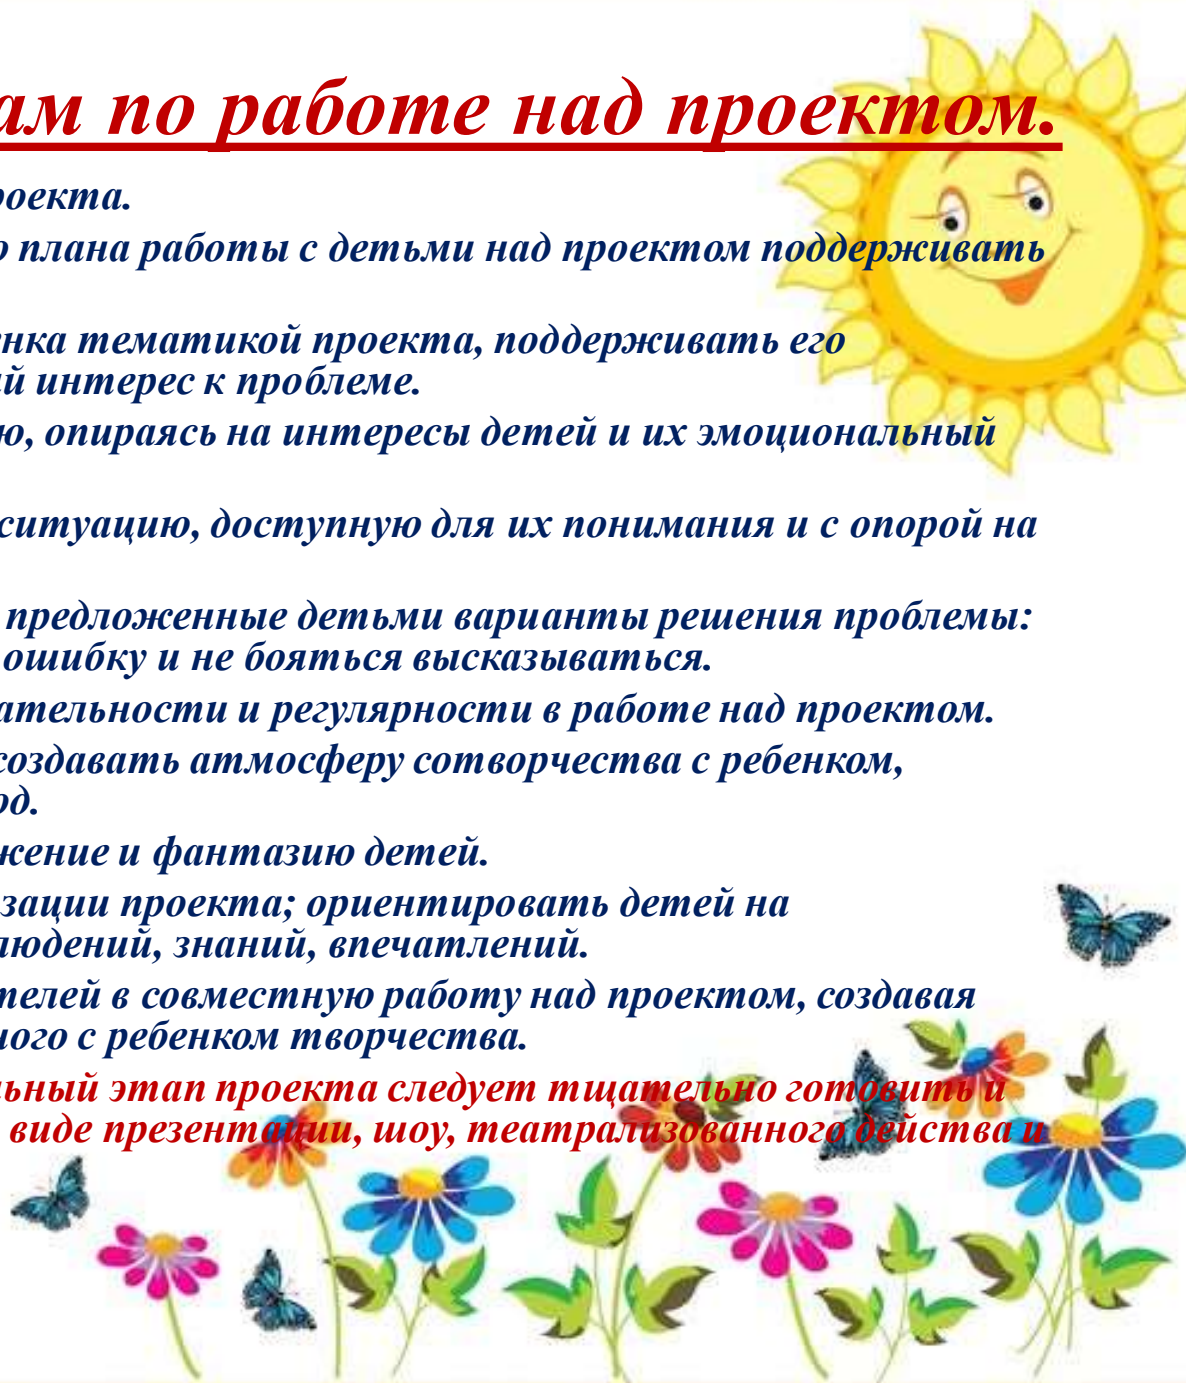 ам по работе над проектом.
роекта.
о плана работы с детьми над проектом поддерживать
енка тематикой проекта, поддерживать его
ый интерес к проблеме.
ю, опираясь на интересы детей и их эмоциональный
ситуацию, доступную для их понимания и с опорой на
предложенные детьми варианты решения проблемы:
ошибку и не бояться высказываться.
ательности и регулярности в работе над проектом.
создавать атмосферу сотворчества с ребенком,
од.
жение и фантазию детей.
зации проекта; ориентировать детей на
людений, знаний, впечатлений.
телей в совместную работу над проектом, создавая
ного с ребенком творчества.
льный этап проекта следует тщательно готовить и
виде презентации, шоу, театрализованного действа и